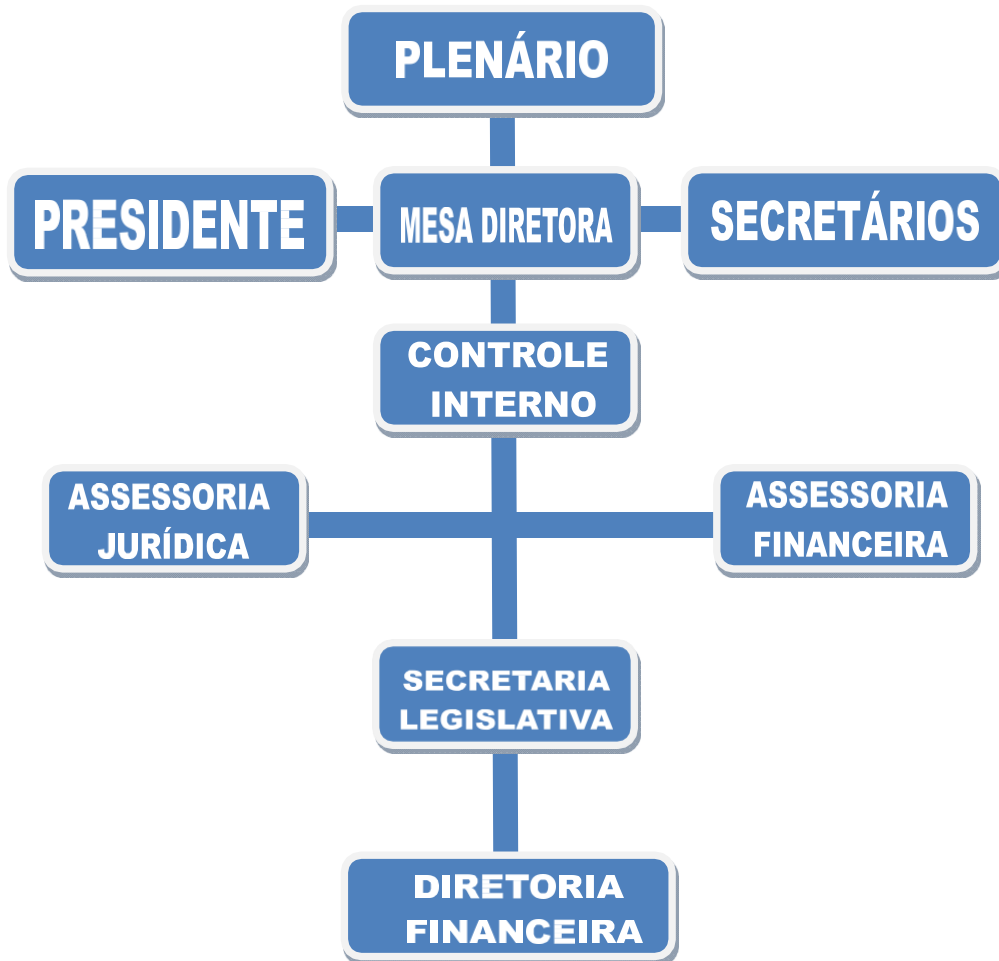 PLENÁRIO
PRESIDENTE
MESA DIRETORA
SECRETÁRIOS
CONTROLE
INTERNO
ASSESSORIA
JURÍDICA
ASSESSORIA
FINANCEIRA
SECRETARIA
LEGISLATIVA
DIRETORIA
FINANCEIRA